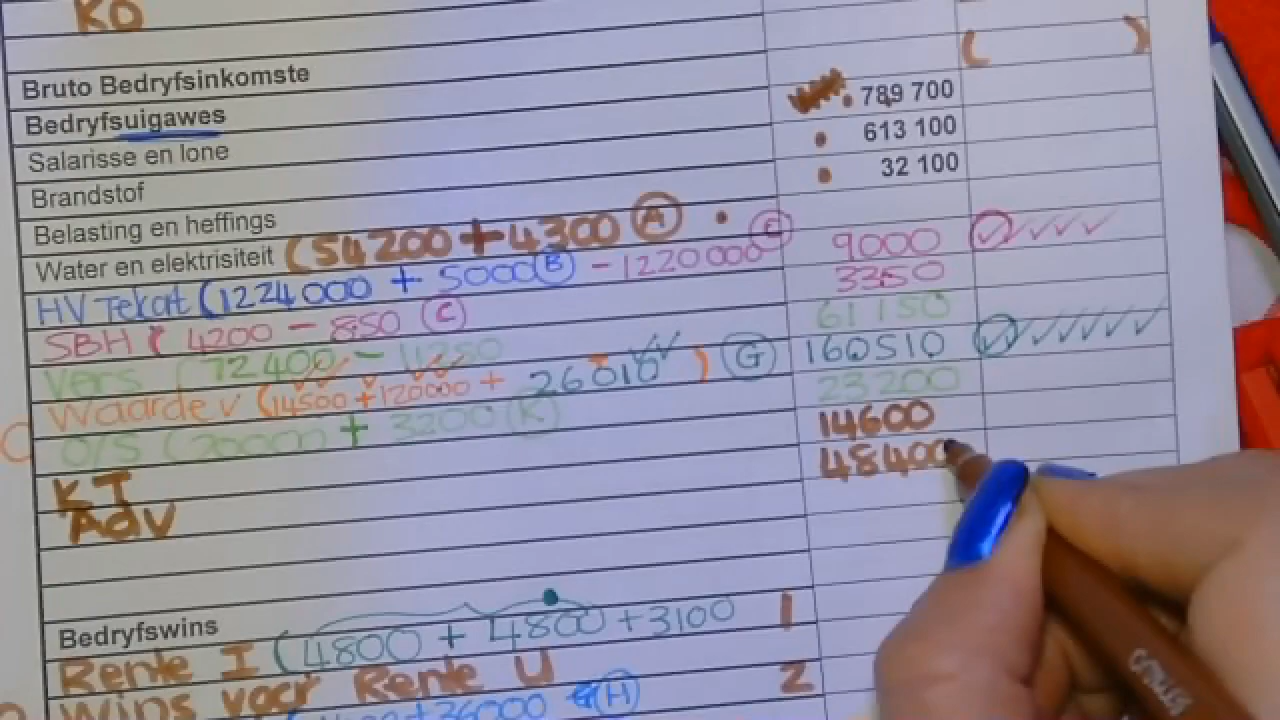 KO
( )
Bruto Bedryfsinkomste
Bedryfsuigawes
Salarisse en lone 789 700
Brandstof 613 100
Belasting en heffings 32 100
Water en elektrisiteit (54200 + 4300 (A)
HV Tekort (1224000 + 5000 (B) - 1220000 (E) 9000
SBH ( 4200 - 850 (C) 3350
Vers (72400 - 11250 61150
Waarde v (14500 + 120000 + 26010) (G) 160510
O/S (20000 + 3200 (K) 23200
KT 14600
Adv 48400
Bedryfswins
Rente I (4800 + 4800 + 3100 1
Wins voor Rente U 2
+36000 (H)